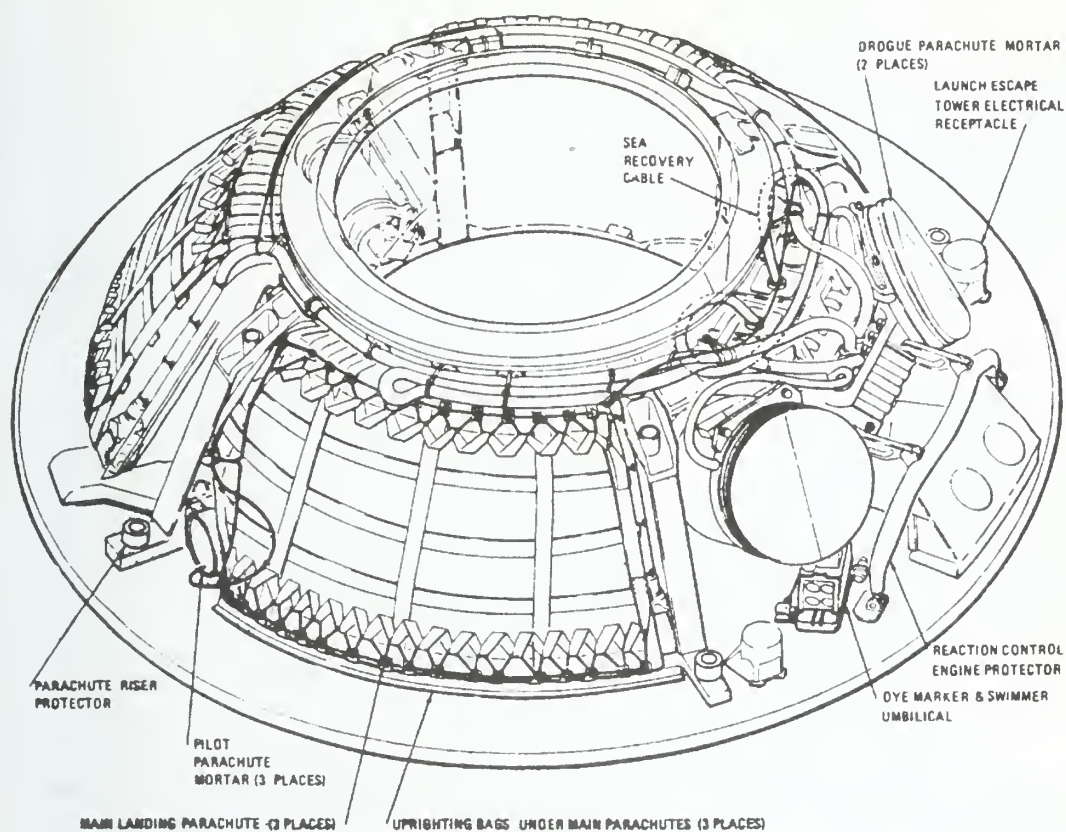 DROGUE PARACHUTE MORTAR
(2 PLACES)
LAUNCH ESCAPE
TOWER ELECTRICAL
RECEPTACLE
SEA
RECOVERY
CABLE
REACTION CONTROL
ENGINE PROTECTOR
DYE MARKER & SWIMMER
UMBILICAL
PARACHUTE RISER
PROTECTOR
PILOT
PARACHUTE
MORTAR (3 PLACES)
MAIN LANDING PARACHUTE (3 PLACES)
UPRIGHTING BAGS UNDER MAIN PARACHUTES (3 PLACES)